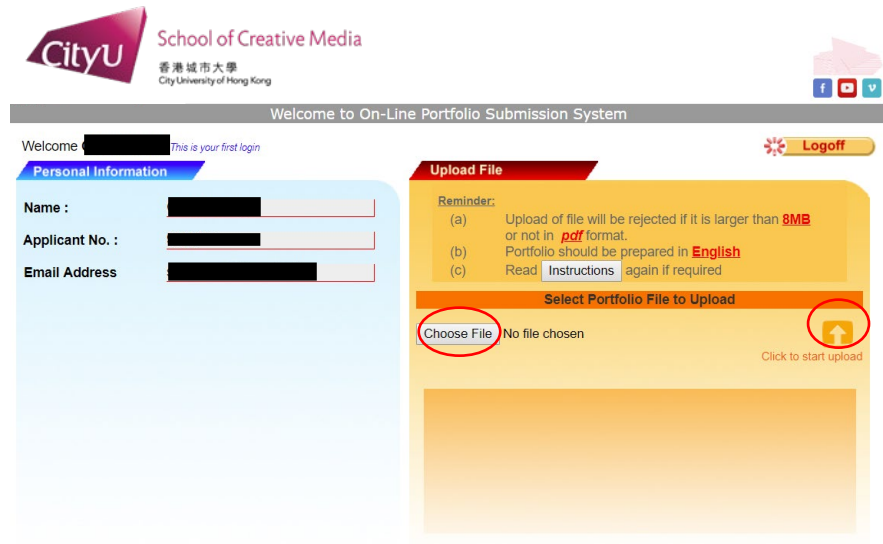 CityU
School of Creative Media
香港城市大學
City University of Hong Kong
f
v
Welcome to On-Line Portfolio Submission System
Welcome
This is your first login
Logoff
Personal Information
Name :
Applicant No. :
Email Address
Upload File
Reminder:
(a) Upload of file will be rejected if it is larger than 8MB
or not in pdf format.
(b) Portfolio should be prepared in English
(c) Read Instructions again if required
Select Portfolio File to Upload
Choose File No file chosen
Click to start upload